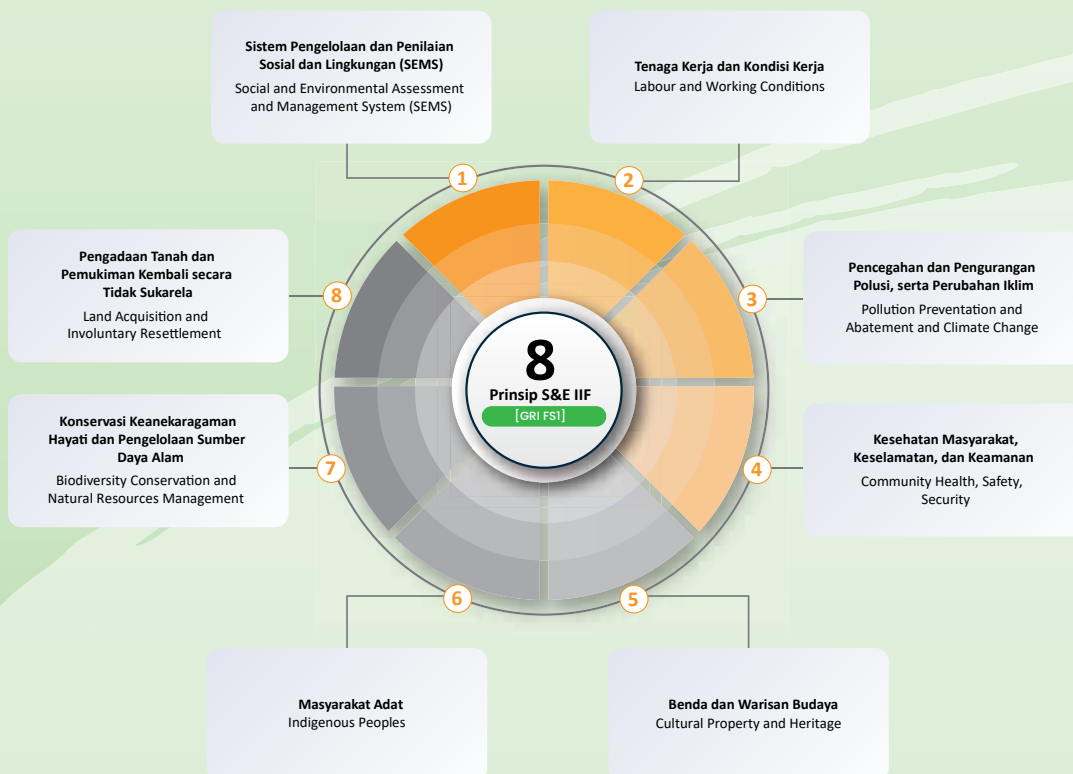 Sistem Pengelolaan dan Penilaian
Sosial dan Lingkungan (SEMS)
Social and Environmental Assessment
and Management System (SEMS)
Tenaga Kerja dan Kondisi Kerja
Labour and Working Conditions
1
2
Pengadaan Tanah dan
Pemukiman Kembali secara
Tidak Sukarela
Land Acquisition and
Involuntary Resettlement
8
3
Pencegahan dan Pengurangan
Polusi, serta Perubahan Iklim
Pollution Preventation and
Abatement and Climate Change
8
Prinsip S&E IIF
[GRI FS1]
Konservasi Keanekaragaman
Hayati dan Pengelolaan Sumber
Daya Alam
Biodiversity Conservation and
Natural Resources Management
7
4
Kesehatan Masyarakat,
Keselamatan, dan Keamanan
Community Health, Safety,
Security
6
5
Masyarakat Adat
Indigenous Peoples
Benda dan Warisan Budaya
Cultural Property and Heritage